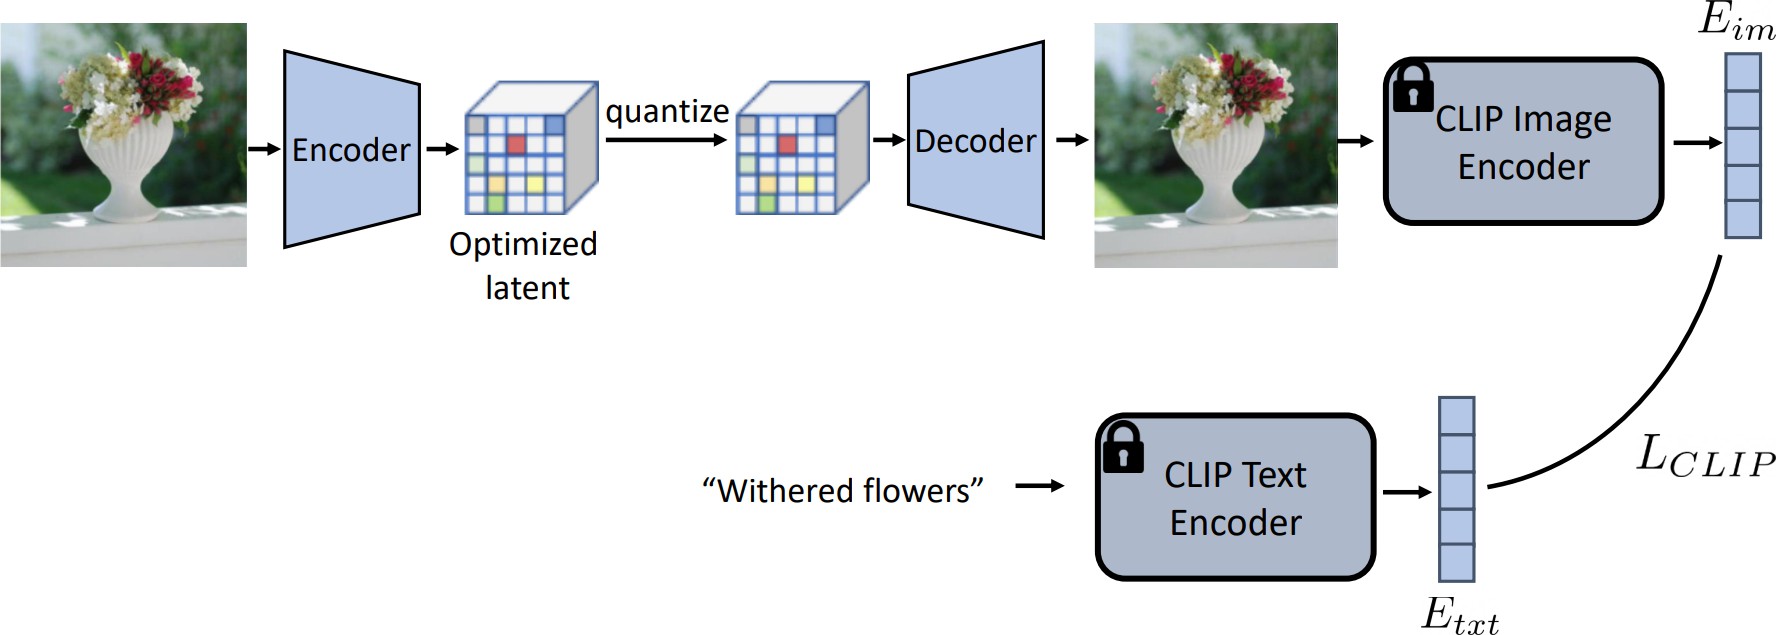 Encoder
Optimized
latent
quantize
Decoder
CLIP Image
Encoder
E_{im}
“Withered flowers”
CLIP Text
Encoder
E_{txt}
L_{CLIP}